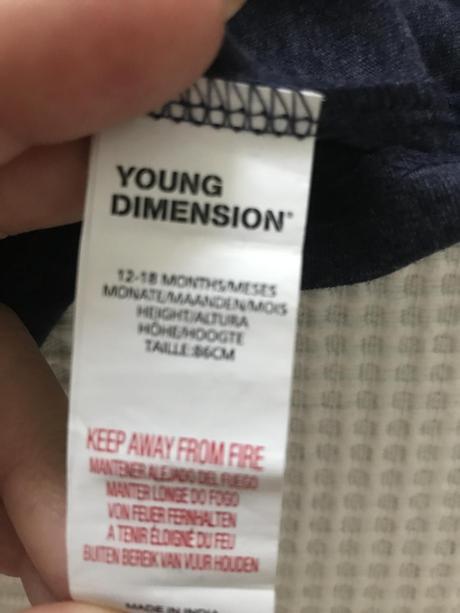 YOUNG
DIMENSION®
12-18 MONTHS/MESES
MONATE/MAANDEN/MOIS
HEIGHT/ALTURA
HÖHE/HOOGTE
TAILLE:86CM
KEEP AWAY FROM FIRE
MANTENER ALEJADO DEL FUEGO
MANTER LONGE DO FOGO
VON FEUER FERNHALTEN
A TENIR ÉLOIGNÉ DU FEU
BUITEN BEREIK VAN VUUR HOUDEN
MADE IN INDIA